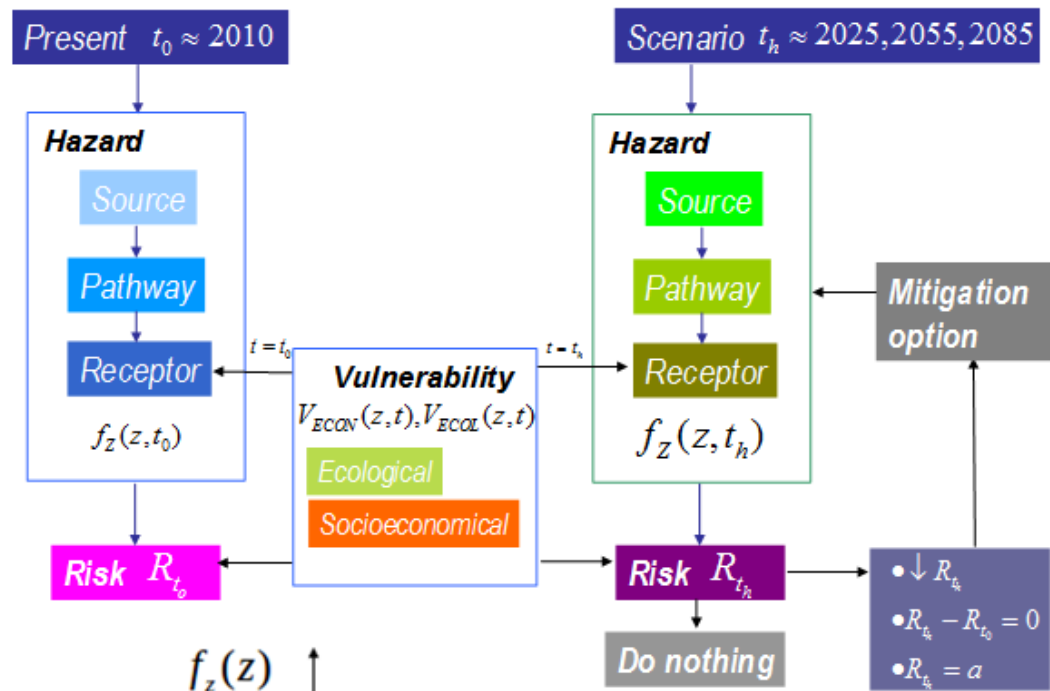 Present t₀ ≈ 2010
Scenario tₕ ≈ 2025,2055,2085
Hazard
Source
Pathway
Receptor
f_Z(z,t₀)
t = t₀
Vulnerability
V_ECON(z,t),V_ECOL(z,t)
Ecological
Socioeconomical
t = tₕ
Hazard
Source
Pathway
Receptor
f_Z(z,tₕ)
Mitigation
option
Risk R_t₀
Risk R_tₕ
Do nothing
•↓ R_tₕ
•R_tₕ − R_t₀ = 0
•R_tₕ = a
f_z(z)